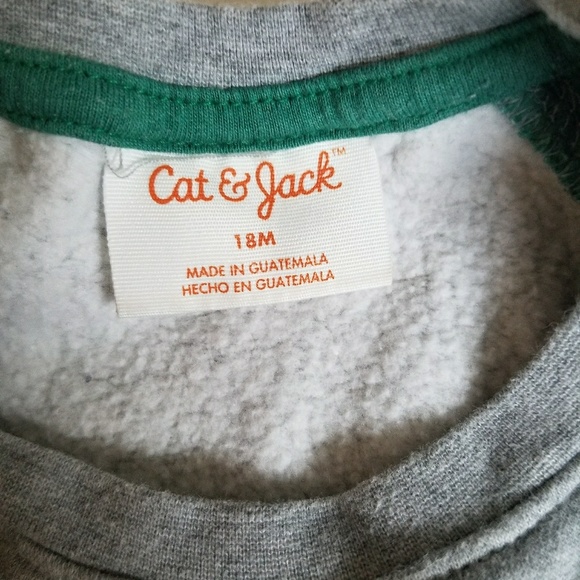 Cat & Jack™
18M
MADE IN GUATEMALA
HECHO EN GUATEMALA